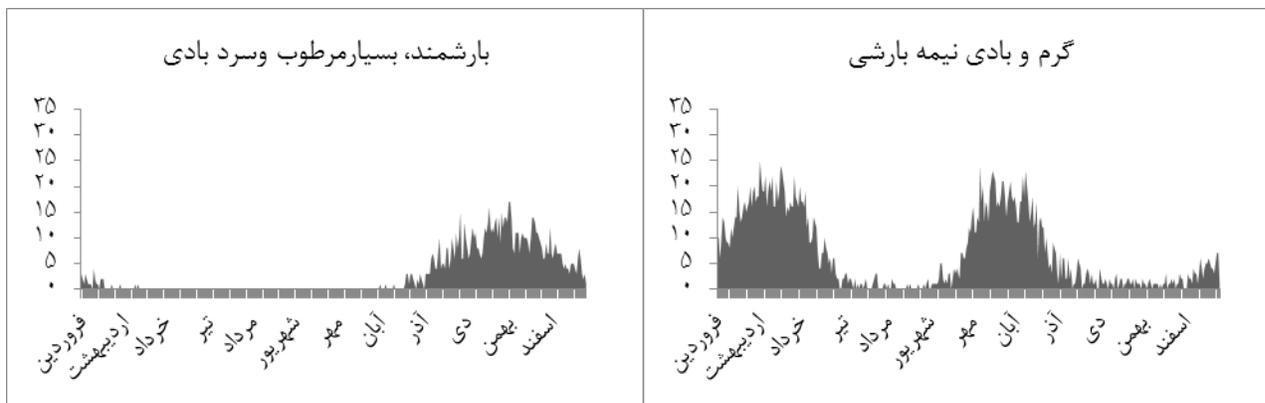 گرم و بادی نیمه بارشی
۳۵
۳۰
۲۵
۲۰
۱۵
۱۰
۵
۰
فروردین
اردیبهشت
خرداد
تیر
مرداد
شهریور
مهر
آبان
آذر
دی
بهمن
اسفند
بارشمند، بسیارمرطوب وسرد بادی
۳۵
۳۰
۲۵
۲۰
۱۵
۱۰
۵
۰
فروردین
اردیبهشت
خرداد
تیر
مرداد
شهریور
مهر
آبان
آذر
دی
بهمن
اسفند